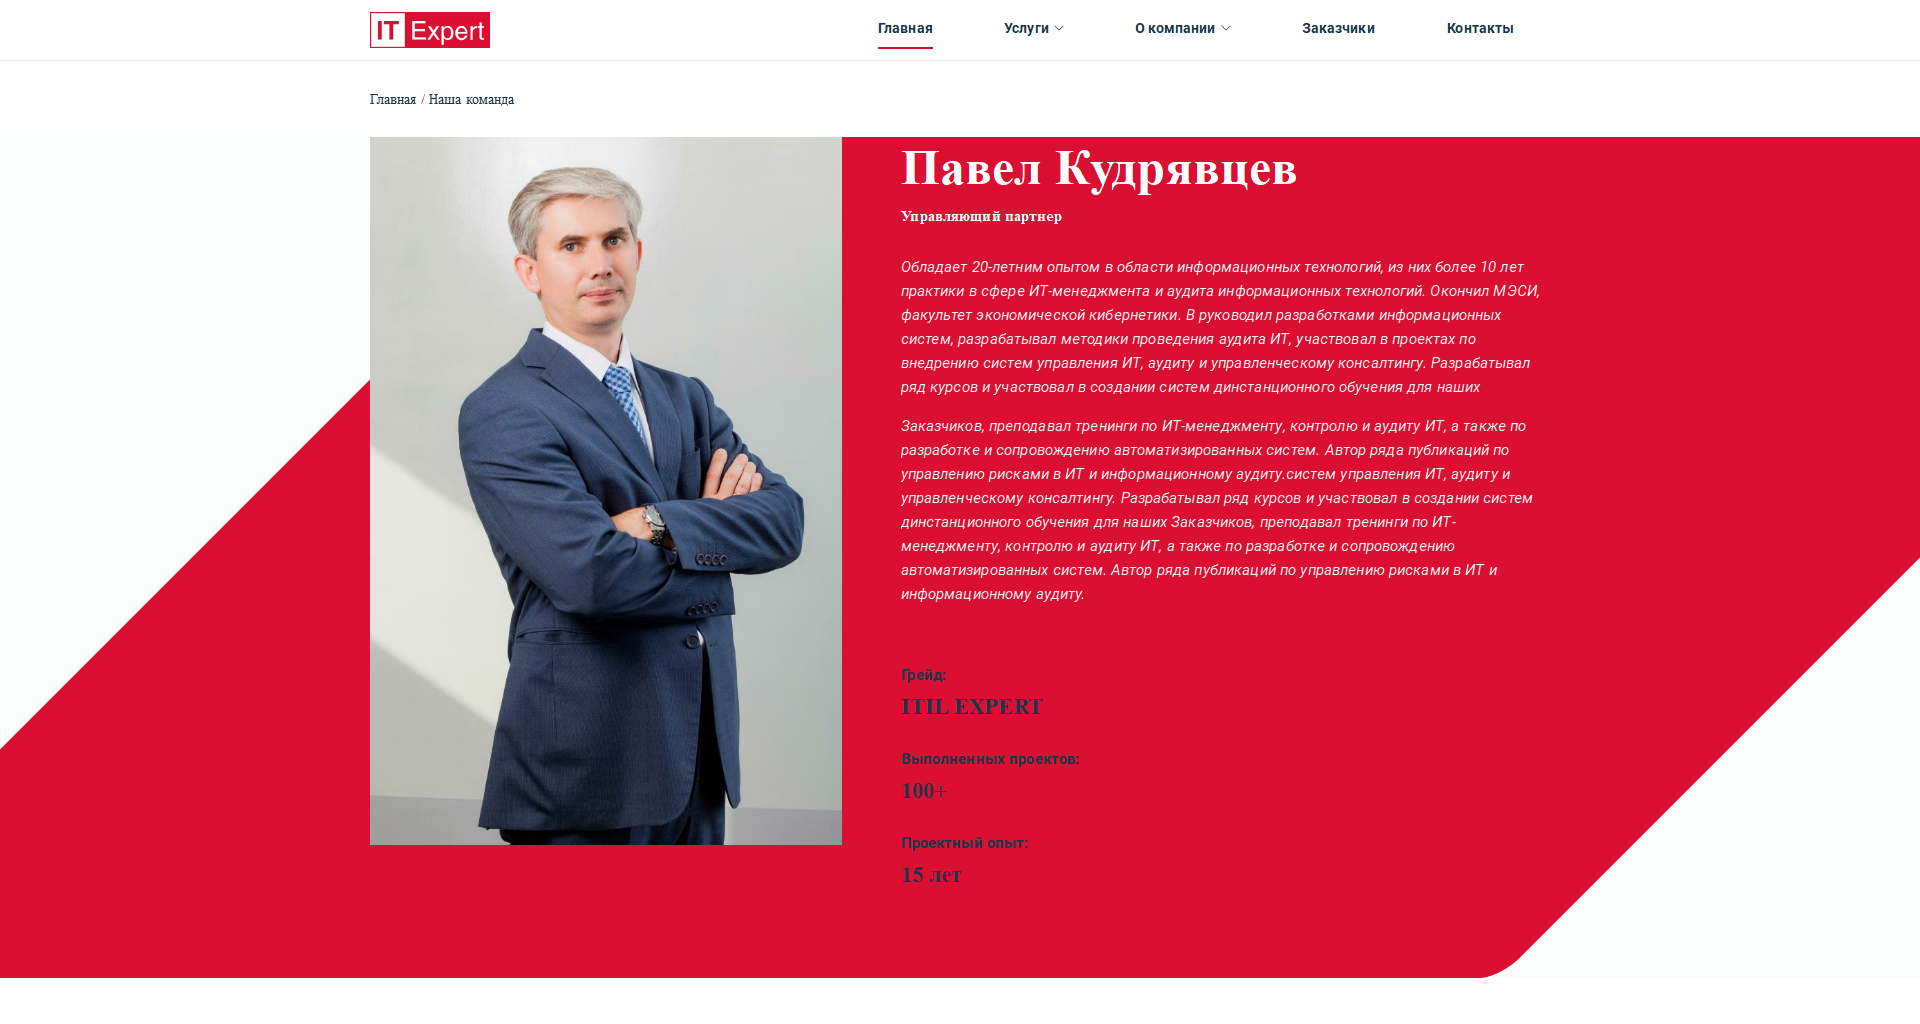 IT Expert
Главная
Услуги
О компании
Заказчики
Контакты
Главная / Наша команда
Павел Кудрявцев
Управляющий партнер
Обладает 20-летним опытом в области информационных технологий, из них более 10 лет
практики в сфере ИТ-менеджмента и аудита информационных технологий. Окончил МЭСИ,
факультет экономической кибернетики. В руководил разработками информационных
систем, разрабатывал методики проведения аудита ИТ, участвовал в проектах по
внедрению систем управления ИТ, аудиту и управленческому консалтингу. Разрабатывал
ряд курсов и участвовал в создании систем динстанционного обучения для наших
Заказчиков, преподавал тренинги по ИТ-менеджменту, контролю и аудиту ИТ, а также по
разработке и сопровождению автоматизированных систем. Автор ряда публикаций по
управлению рисками в ИТ и информационному аудиту.систем управления ИТ, аудиту и
управленческому консалтингу. Разрабатывал ряд курсов и участвовал в создании систем
динстанционного обучения для наших Заказчиков, преподавал тренинги по ИТ-
менеджменту, контролю и аудиту ИТ, а также по разработке и сопровождению
автоматизированных систем. Автор ряда публикаций по управлению рисками в ИТ и
информационному аудиту.
Грейд:
ITIL EXPERT
Выполненных проектов:
100+
Проектный опыт:
15 лет